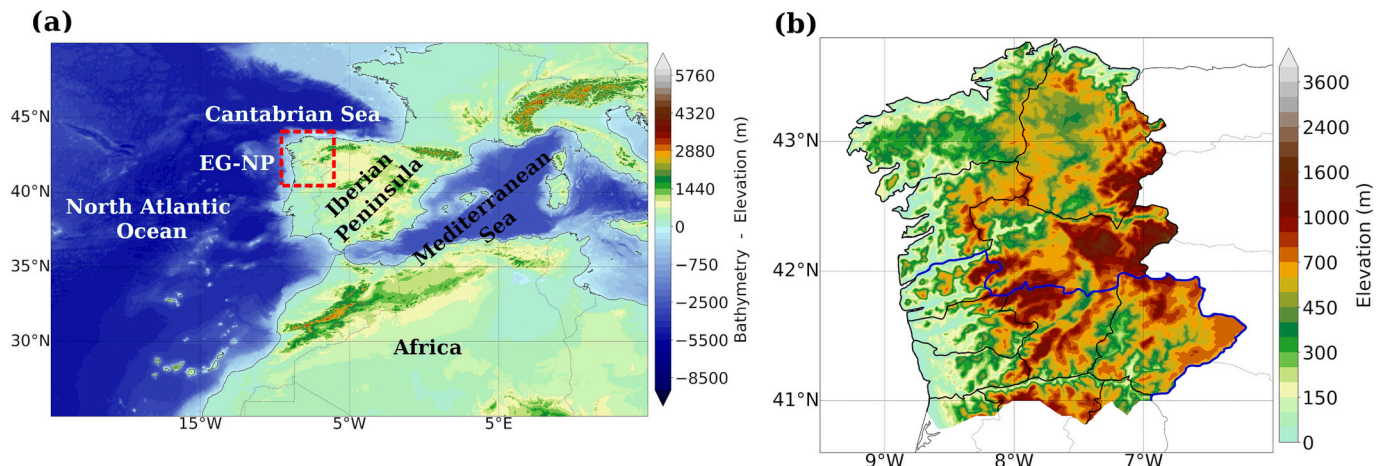 (a)
45°N
40°N
35°N
30°N
15°W
5°W
5°E
Cantabrian Sea
EG-NP
North Atlantic
Ocean
Iberian
Peninsula
Mediterranean
Sea
Africa
5760
4320
2880
1440
0
−750
−2500
−5500
−8500
Bathymetry - Elevation (m)
(b)
43°N
42°N
41°N
9°W
8°W
7°W
3600
2400
1600
1000
700
450
300
150
0
Elevation (m)